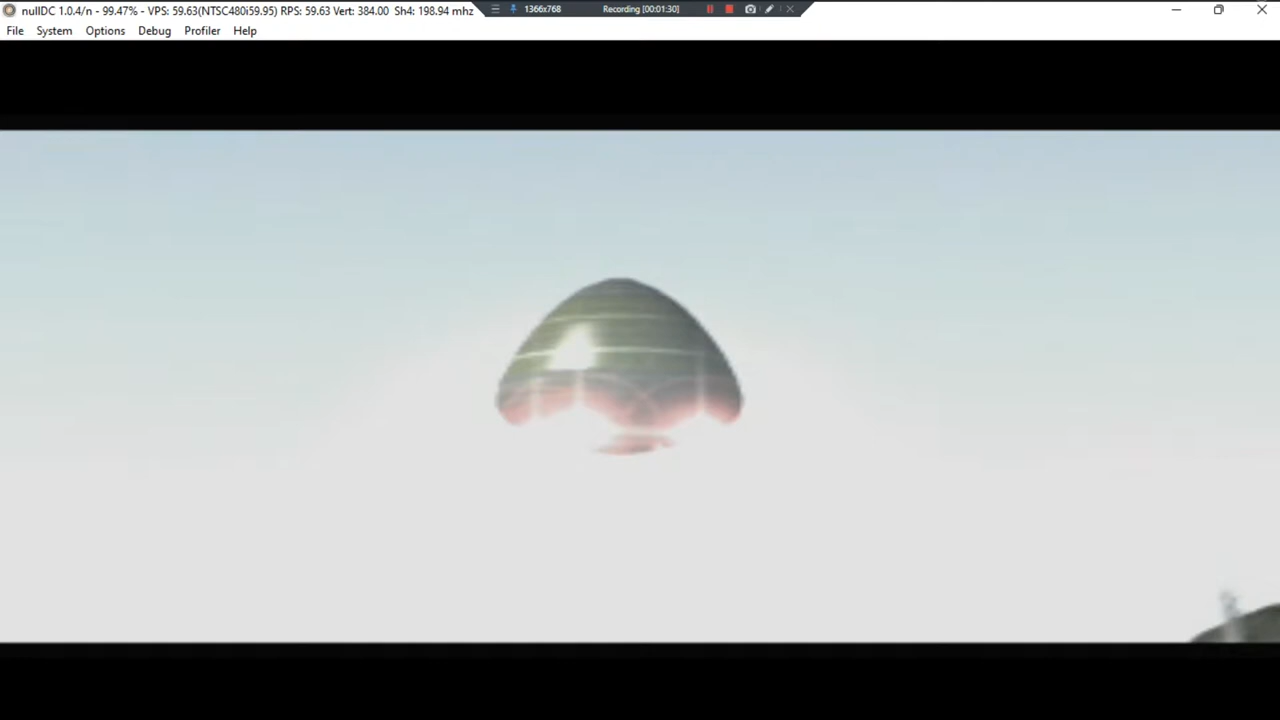 nullDC 1.0.4/n - 99.47% - VPS: 59.63(NTSC480i59.95) RPS: 59.63 Vert: 384.00 Sh4: 198.94 mhz
1366x768 Recording [00:01:30]
File System Options Debug Profiler Help